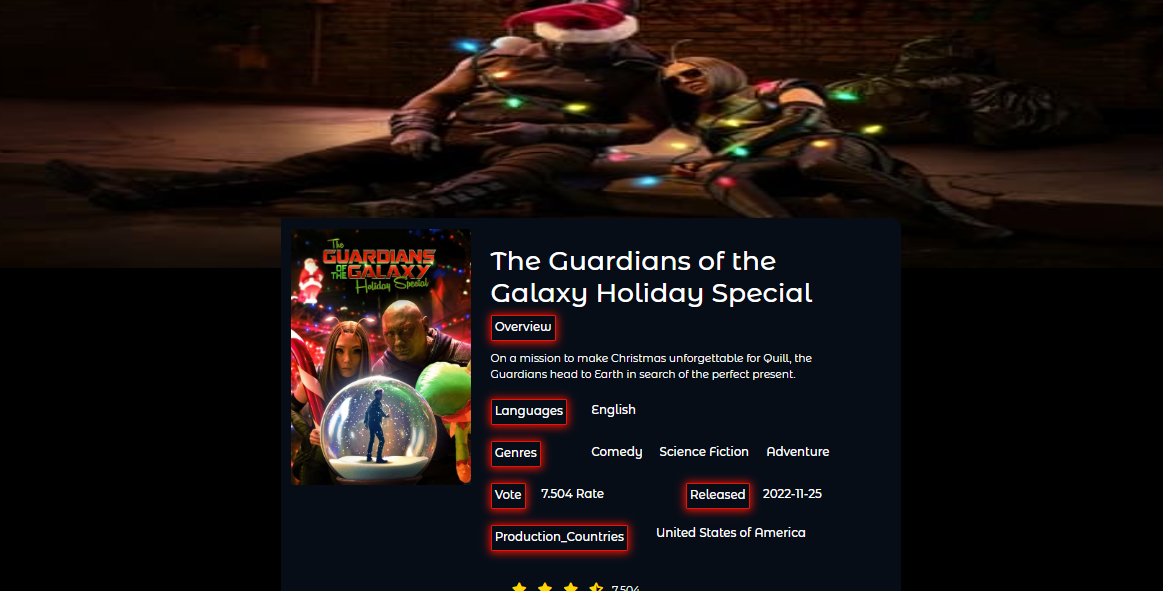 The
GUARDIANS
OF THE GALAXY
Holiday Special
The Guardians of the
Galaxy Holiday Special
Overview
On a mission to make Christmas unforgettable for Quill, the
Guardians head to Earth in search of the perfect present.
Languages English
Genres Comedy Science Fiction Adventure
Vote 7.504 Rate Released 2022-11-25
Production_Countries United States of America
7.504